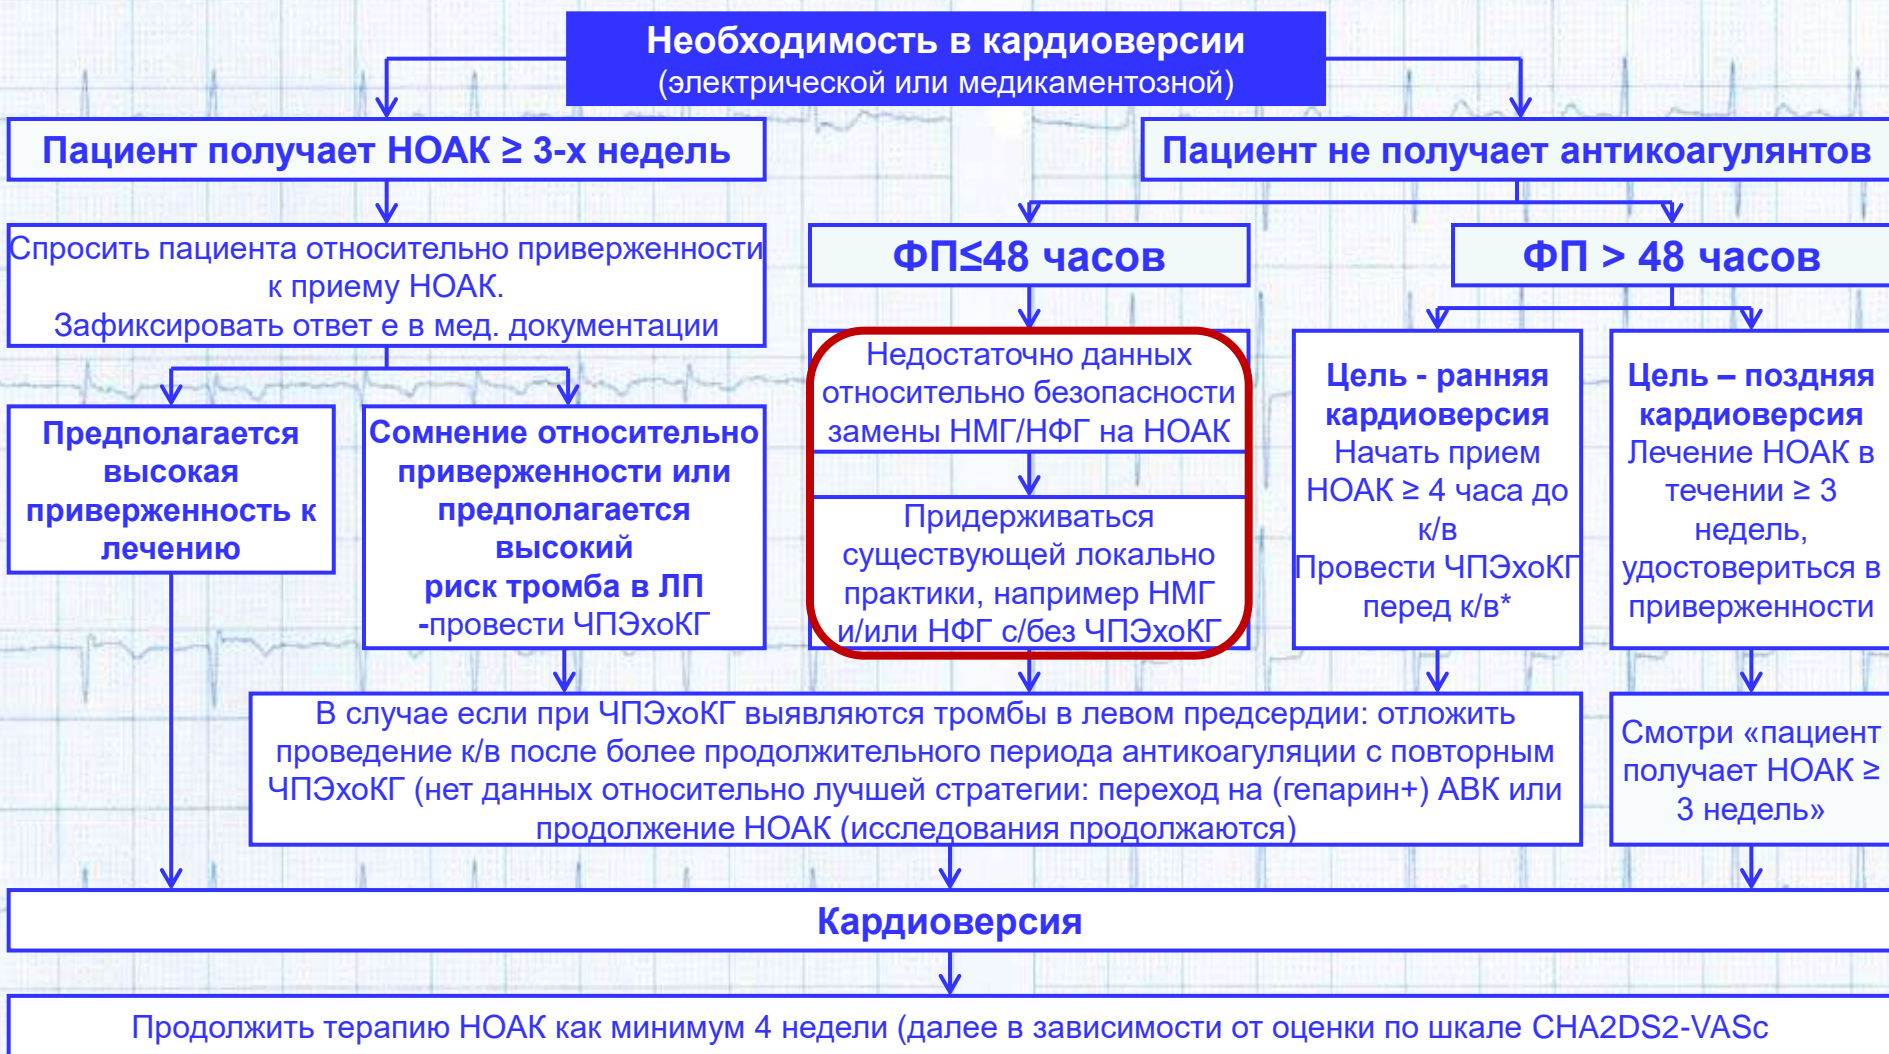 Необходимость в кардиоверсии
(электрической или медикаментозной)
Пациент получает НОАК ≥ 3-х недель
Пациент не получает антикоагулянтов
Спросить пациента относительно приверженности
к приему НОАК.
Зафиксировать ответ е в мед. документации
ФП≤48 часов
ФП > 48 часов
Предполагается
высокая
приверженность к
лечению
Сомнение относительно
приверженности или
предполагается
высокий
риск тромба в ЛП
-провести ЧПЭхоКГ
Недостаточно данных
относительно безопасности
замены НМГ/НФГ на НОАК
Придерживаться
существующей локально
практики, например НМГ
и/или НФГ с/без ЧПЭхоКГ
Цель - ранняя
кардиоверсия
Начать прием
НОАК ≥ 4 часа до
к/в
Провести ЧПЭхоКГ
перед к/в*
Цель – поздняя
кардиоверсия
Лечение НОАК в
течении ≥ 3
недель,
удостовериться в
приверженности
В случае если при ЧПЭхоКГ выявляются тромбы в левом предсердии: отложить
проведение к/в после более продолжительного периода антикоагуляции с повторным
ЧПЭхоКГ (нет данных относительно лучшей стратегии: переход на (гепарин+) АВК или
продолжение НОАК (исследования продолжаются)
Смотри «пациент
получает НОАК ≥
3 недель»
Кардиоверсия
Продолжить терапию НОАК как минимум 4 недели (далее в зависимости от оценки по шкале CHA2DS2-VASc